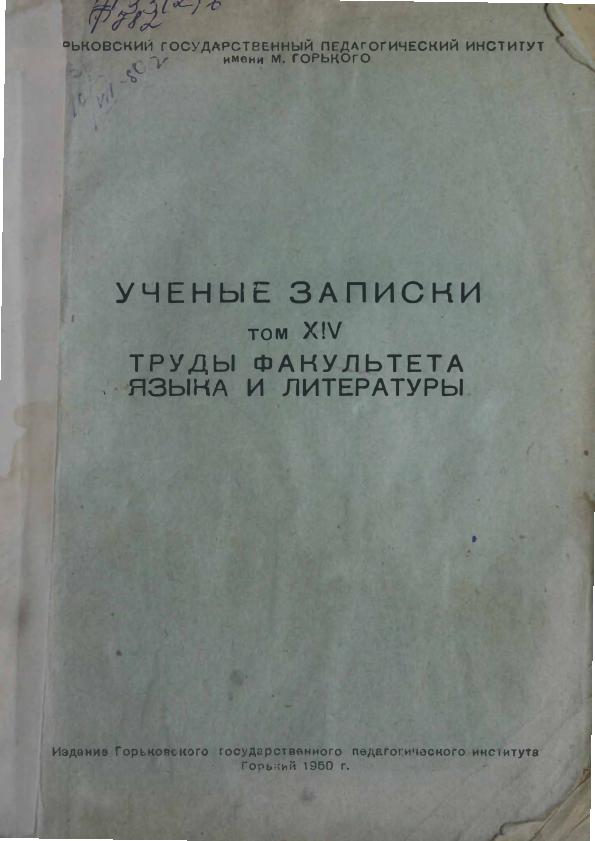 РЬКОВСКИЙ ГОСУДАРСТВЕННЫЙ ПЕДАГОГИЧЕСКИЙ ИНСТИТУТ
имени М. ГОРЬКОГО
УЧЕНЫЕ ЗАПИСКИ
ТОМ XIV
ТРУДЫ ФАКУЛЬТЕТА
ЯЗЫКА И ЛИТЕРАТУРЫ
Издание Горьковского государственного педагогического института
Горький 1950 г.